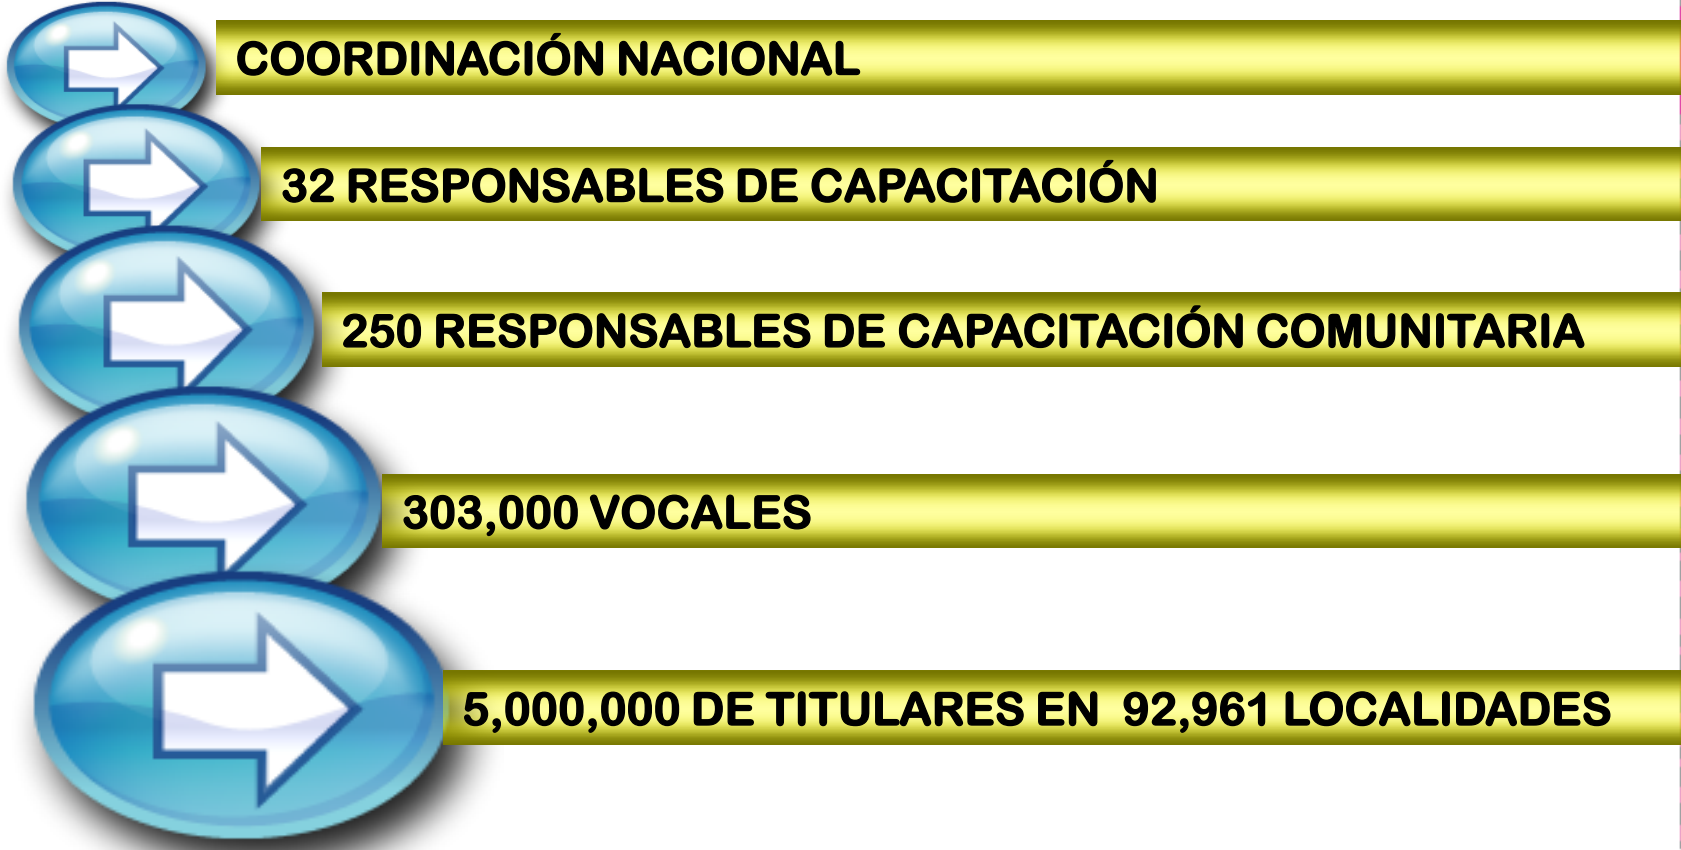 COORDINACIÓN NACIONAL
32 RESPONSABLES DE CAPACITACIÓN
250 RESPONSABLES DE CAPACITACIÓN COMUNITARIA
303,000 VOCALES
5,000,000 DE TITULARES EN 92,961 LOCALIDADES